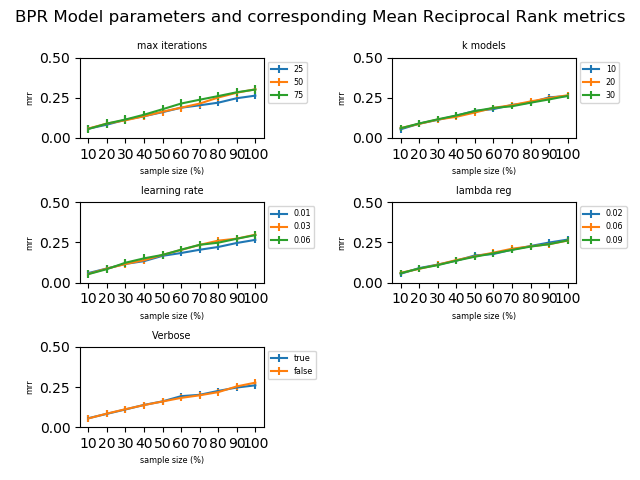 BPR Model parameters and corresponding Mean Reciprocal Rank metrics
max iterations
0.50
0.25
0.00
mrr
10 20 30 40 50 60 70 80 90 100
sample size (%)
25
50
75
k models
0.50
0.25
0.00
mrr
10 20 30 40 50 60 70 80 90 100
sample size (%)
10
20
30
learning rate
0.50
0.25
0.00
mrr
10 20 30 40 50 60 70 80 90 100
sample size (%)
0.01
0.03
0.06
lambda reg
0.50
0.25
0.00
mrr
10 20 30 40 50 60 70 80 90 100
sample size (%)
0.02
0.06
0.09
Verbose
0.50
0.25
0.00
mrr
10 20 30 40 50 60 70 80 90 100
sample size (%)
true
false